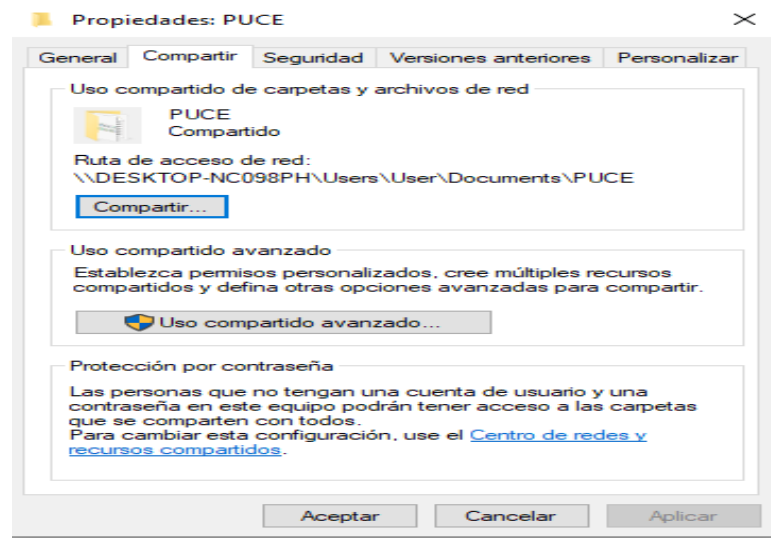 Propiedades: PUCE
General Compartir Seguridad Versiones anteriores Personalizar
Uso compartido de carpetas y archivos de red
PUCE
Compartido
Ruta de acceso de red:
\\DESKTOP-NC098PH\Users\User\Documents\PUCE
Compartir...
Uso compartido avanzado
Establezca permisos personalizados, cree múltiples recursos
compartidos y defina otras opciones avanzadas para compartir.
Uso compartido avanzado...
Protección por contraseña
Las personas que no tengan una cuenta de usuario y una
contraseña en este equipo podrán tener acceso a las carpetas
que se comparten con todos.
Para cambiar esta configuración, use el Centro de redes y
recursos compartidos.
Aceptar Cancelar Aplicar